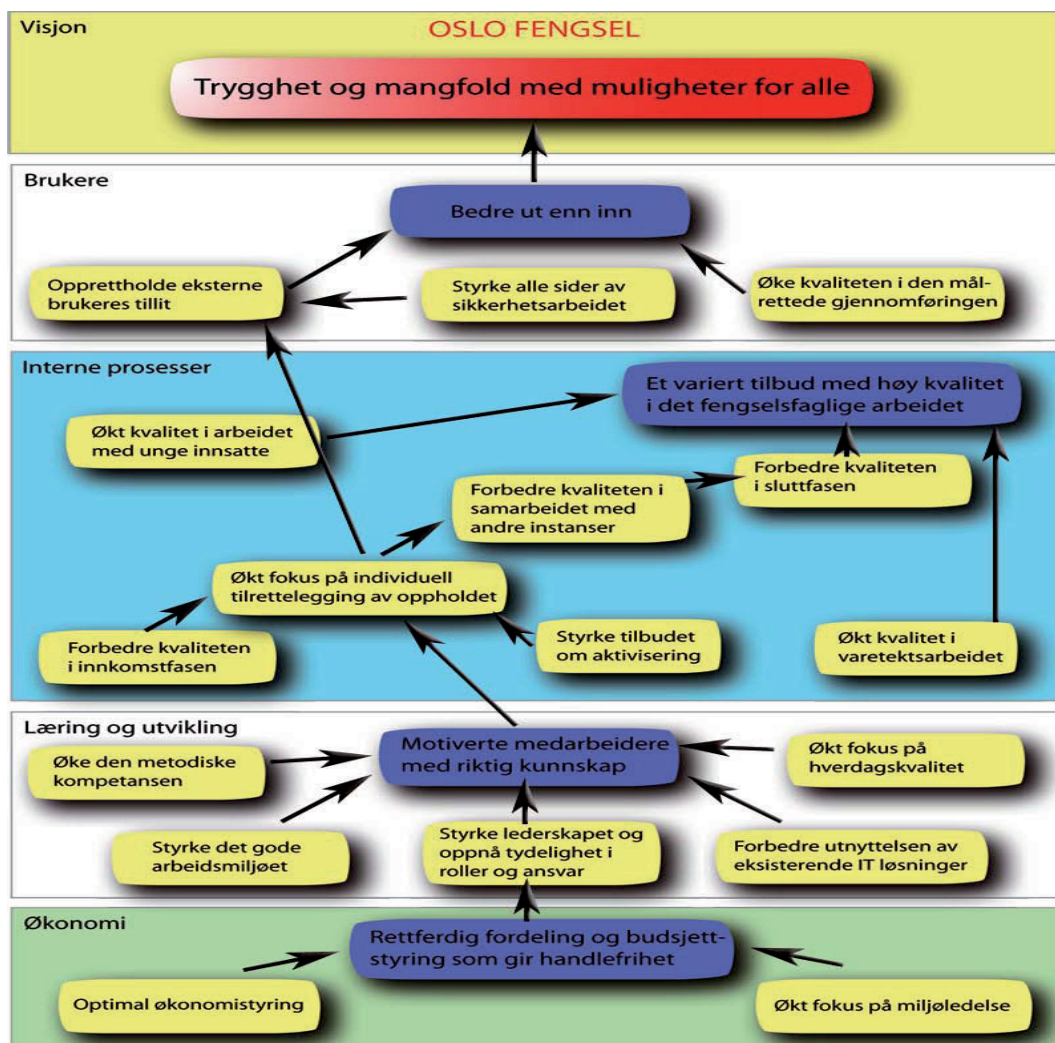 Visjon
OSLO FENGSEL
Trygghet og mangfold med muligheter for alle
Brukere
Bedre ut enn inn
Opprettholde eksterne
brukeres tillit
Styrke alle sider av
sikkerhetsarbeidet
Øke kvaliteten i den mål-
rettede gjennomføringen
Interne prosesser
Et variert tilbud med høy kvalitet
i det fengselsfaglige arbeidet
Økt kvalitet i arbeidet
med unge innsatte
Forbedre kvaliteten i
samarbeidet med
andre instanser
Forbedre kvaliteten
i sluttfasen
Økt fokus på individuell
tilrettelegging av oppholdet
Forbedre kvaliteten
i innkomstfasen
Styrke tilbudet
om aktivisering
Økt kvalitet i
varetektsarbeidet
Læring og utvikling
Motiverte medarbeidere
med riktig kunnskap
Øke den metodiske
kompetansen
Økt fokus på
hverdagskvalitet
Styrke det gode
arbeidsmiljøet
Styrke lederskapet og
oppnå tydelighet i
roller og ansvar
Forbedre utnyttelsen av
eksisterende IT løsninger
Økonomi
Rettferdig fordeling og budsjett-
styring som gir handlefrihet
Optimal økonomistyring
Økt fokus på miljøledelse